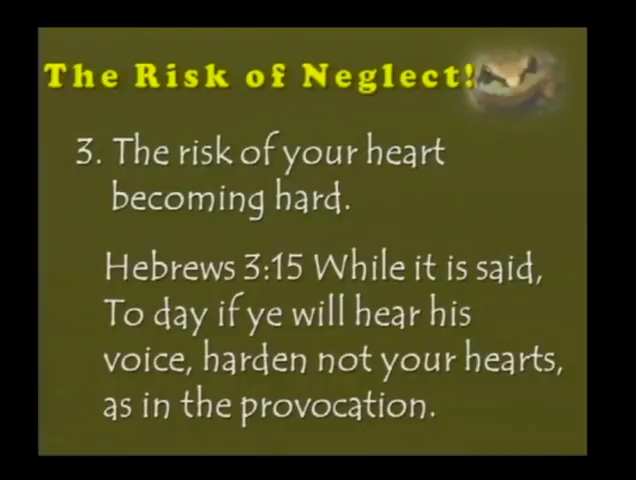 The Risk of Neglect!
3. The risk of your heart
becoming hard.
Hebrews 3:15 While it is said,
To day if ye will hear his
voice, harden not your hearts,
as in the provocation.